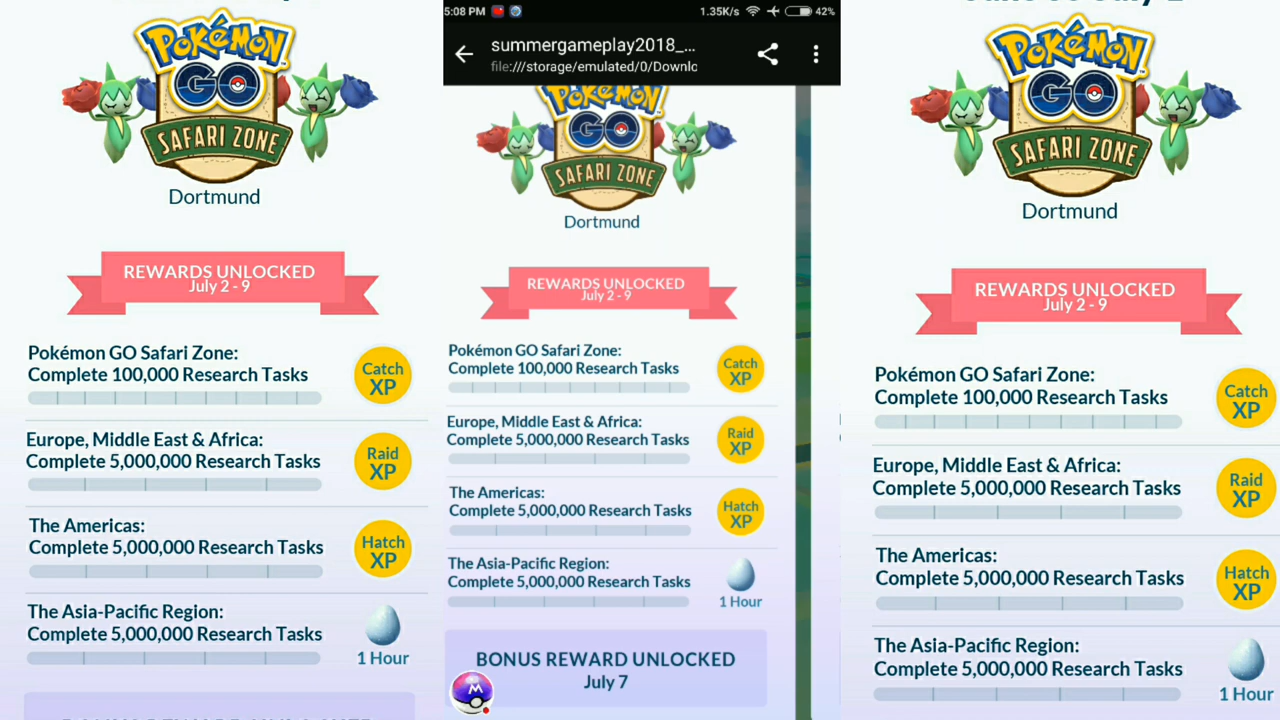 Pokémon
GO
SAFARI ZONE
Dortmund
REWARDS UNLOCKED
July 2 - 9
Pokémon GO Safari Zone:
Complete 100,000 Research Tasks
Catch
XP
Europe, Middle East & Africa:
Complete 5,000,000 Research Tasks
Raid
XP
The Americas:
Complete 5,000,000 Research Tasks
Hatch
XP
The Asia-Pacific Region:
Complete 5,000,000 Research Tasks
1 Hour
5:08 PM
1.35K/s
42%
summergameplay2018_...
file:///storage/emulated/0/Downlo
Pokémon
GO
SAFARI ZONE
Dortmund
REWARDS UNLOCKED
July 2 - 9
Pokémon GO Safari Zone:
Complete 100,000 Research Tasks
Catch
XP
Europe, Middle East & Africa:
Complete 5,000,000 Research Tasks
Raid
XP
The Americas:
Complete 5,000,000 Research Tasks
Hatch
XP
The Asia-Pacific Region:
Complete 5,000,000 Research Tasks
1 Hour
BONUS REWARD UNLOCKED
July 7
M
Pokémon
GO
SAFARI ZONE
Dortmund
REWARDS UNLOCKED
July 2 - 9
Pokémon GO Safari Zone:
Complete 100,000 Research Tasks
Catch
XP
Europe, Middle East & Africa:
Complete 5,000,000 Research Tasks
Raid
XP
The Americas:
Complete 5,000,000 Research Tasks
Hatch
XP
The Asia-Pacific Region:
Complete 5,000,000 Research Tasks
1 Hour